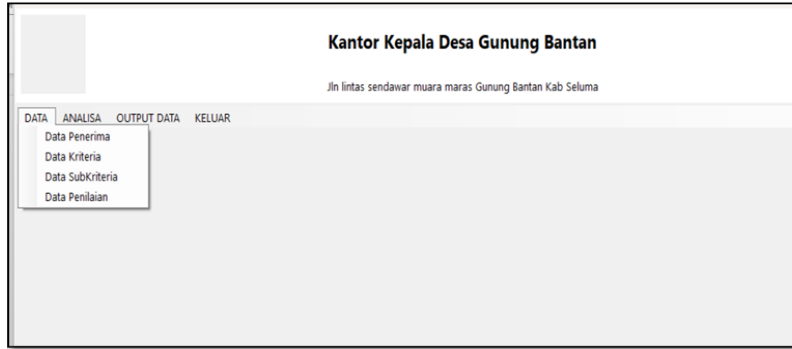 Kantor Kepala Desa Gunung Bantan
Jln lintas sendawar muara maras Gunung Bantan Kab Seluma
DATA ANALISA OUTPUT DATA KELUAR
Data Penerima
Data Kriteria
Data SubKriteria
Data Penilaian